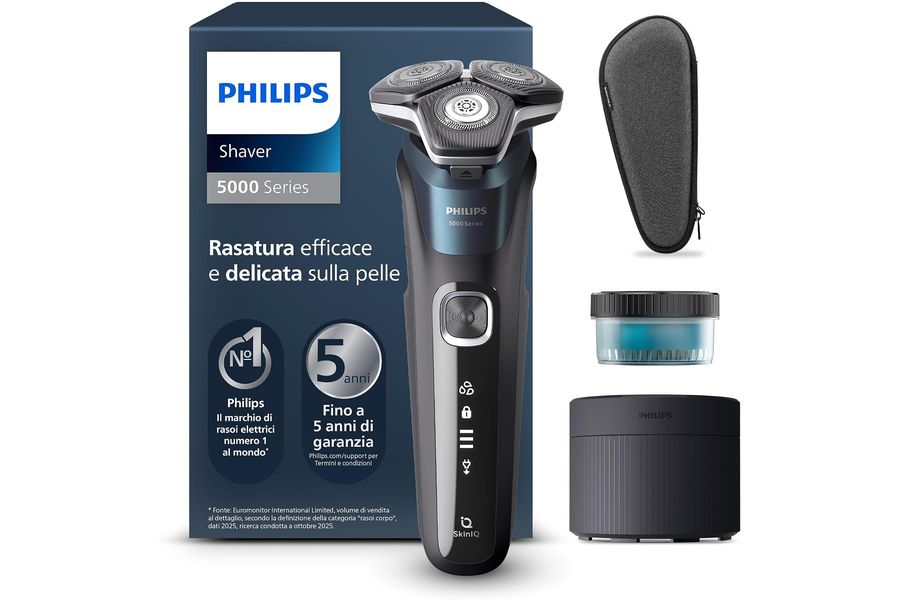 PHILIPS
Shaver
5000 Series
Rasatura efficace
e delicata sulla pelle
Nº1
Philips
Il marchio di
rasoi elettrici
numero 1
al mondo*
5 anni
Fino a
5 anni di
garanzia
Philips.com/support per
Termini e condizioni
* Fonte: Euromonitor International Limited, volume di vendita
al dettaglio, secondo la definizione della categoria "rasoi corpo",
dati 2025, ricerca condotta a ottobre 2025.
PHILIPS
5000 Series
SkinIQ
PHILIPS